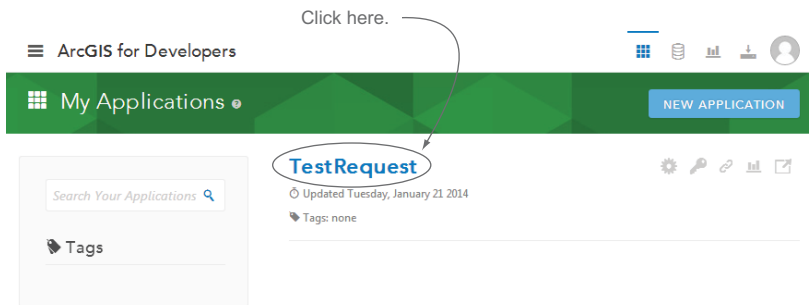 Click here.
ArcGIS for Developers
My Applications ?
NEW APPLICATION
TestRequest
Search Your Applications
Updated Tuesday, January 21 2014
Tags: none
Tags